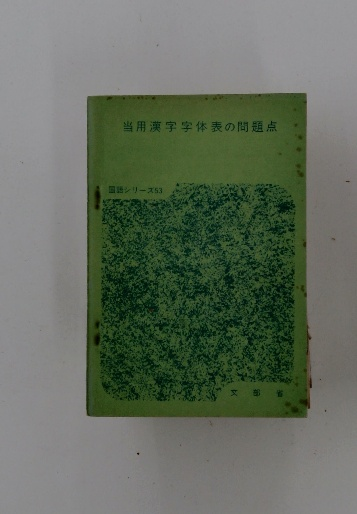 当用漢字字体表の問題点
国語シリーズ53
文部省